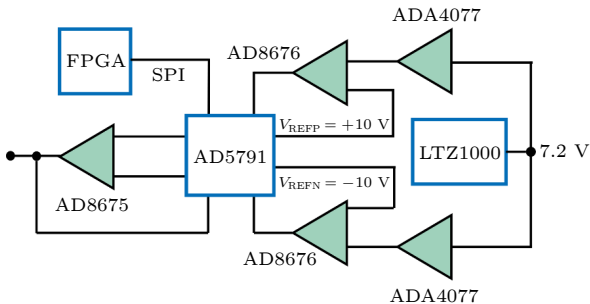 ADA4077
AD8676
FPGA
SPI
V_REFP = +10 V
AD5791
LTZ1000
7.2 V
V_REFN = −10 V
AD8675
AD8676
ADA4077